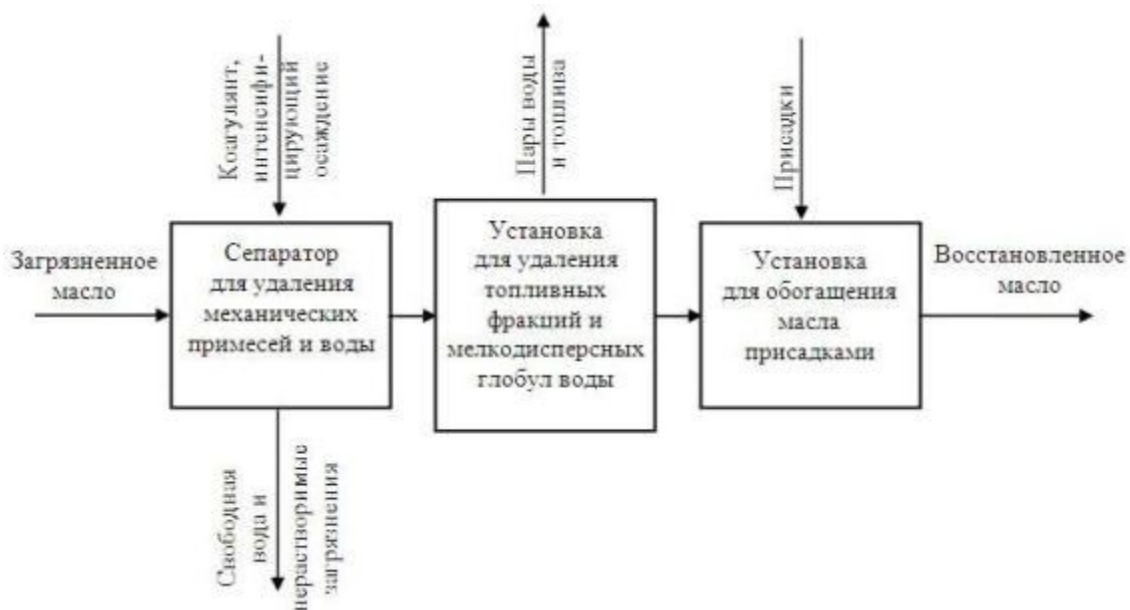 Коагулянт,
интенсифи-
цирующий
осаждение
Пары воды
и топлива
Присадки
Загрязненное
масло
Сепаратор
для удаления
механических
примесей и воды
Установка
для удаления
топливных
фракций и
мелкодисперсных
глобул воды
Установка
для обогащения
масла
присадками
Восстановленное
масло
Свободная
вода и
нерастворимые
загрязнения